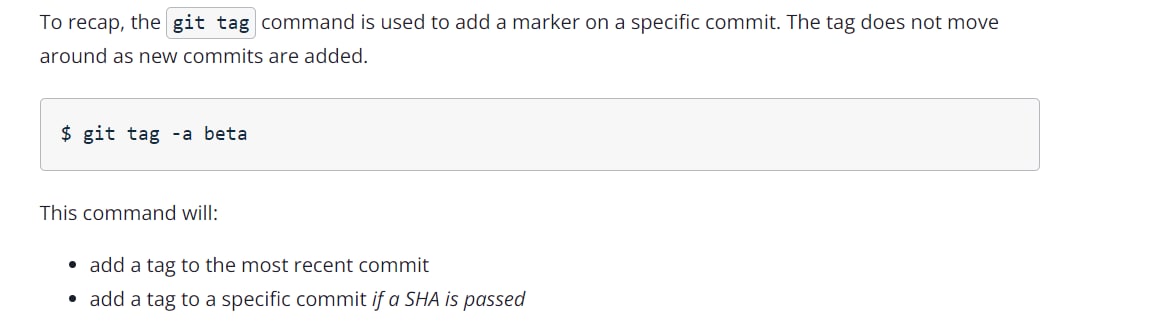 To recap, the git tag command is used to add a marker on a specific commit. The tag does not move
around as new commits are added.
$ git tag -a beta
This command will:
• add a tag to the most recent commit
• add a tag to a specific commit if a SHA is passed